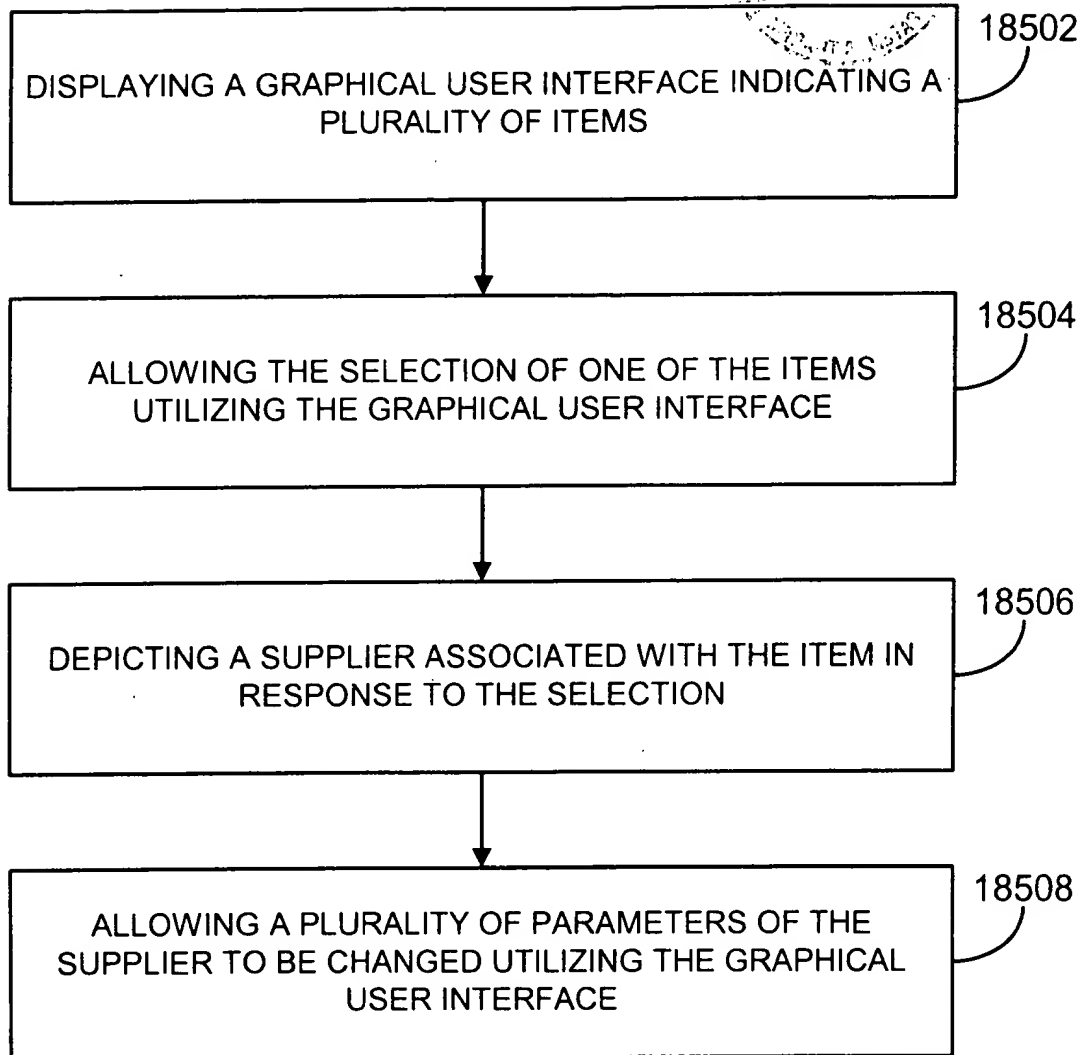 18502
DISPLAYING A GRAPHICAL USER INTERFACE INDICATING A
PLURALITY OF ITEMS
18504
ALLOWING THE SELECTION OF ONE OF THE ITEMS
UTILIZING THE GRAPHICAL USER INTERFACE
18506
DEPICTING A SUPPLIER ASSOCIATED WITH THE ITEM IN
RESPONSE TO THE SELECTION
18508
ALLOWING A PLURALITY OF PARAMETERS OF THE
SUPPLIER TO BE CHANGED UTILIZING THE GRAPHICAL
USER INTERFACE